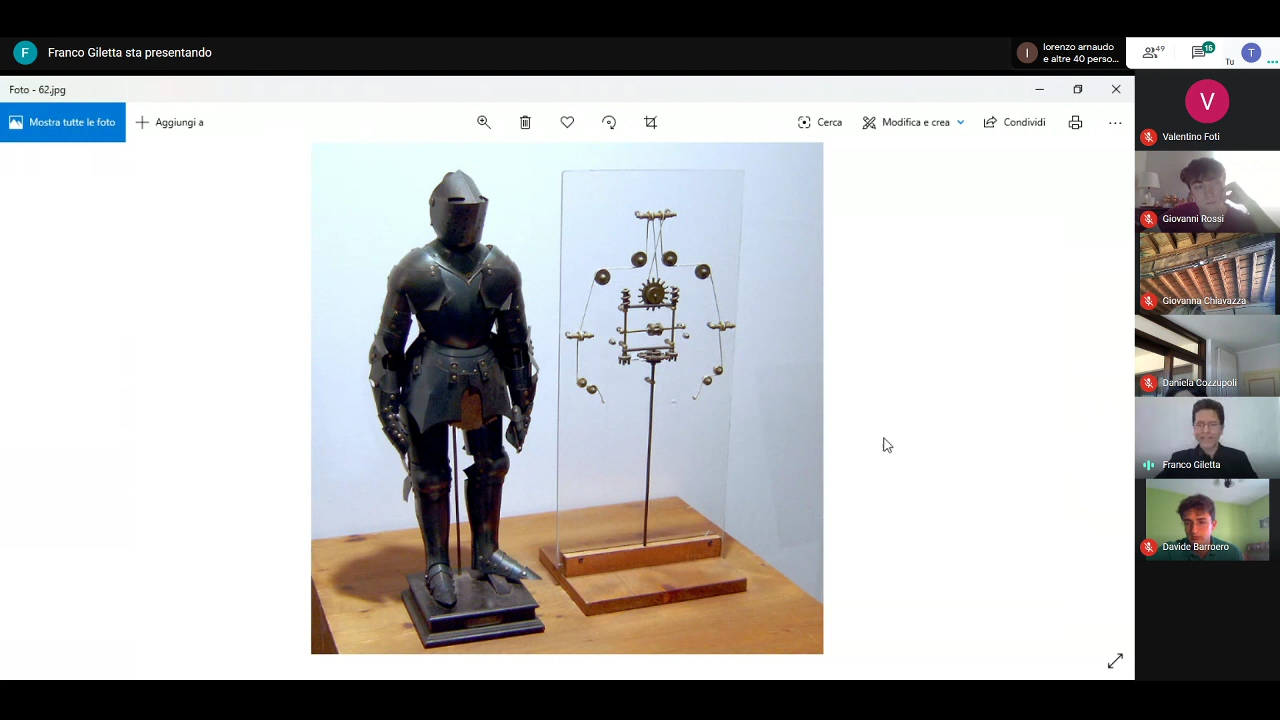 F Franco Giletta sta presentando
l lorenzo arnaudo
e altre 40 perso...
49
15
Tu
T
Foto - 62.jpg
Mostra tutte le foto
Aggiungi a
Cerca
Modifica e crea
Condividi
V
Valentino Foti
Giovanni Rossi
Giovanna Chiavazza
Daniela Cozzupoli
Franco Giletta
Davide Barroero